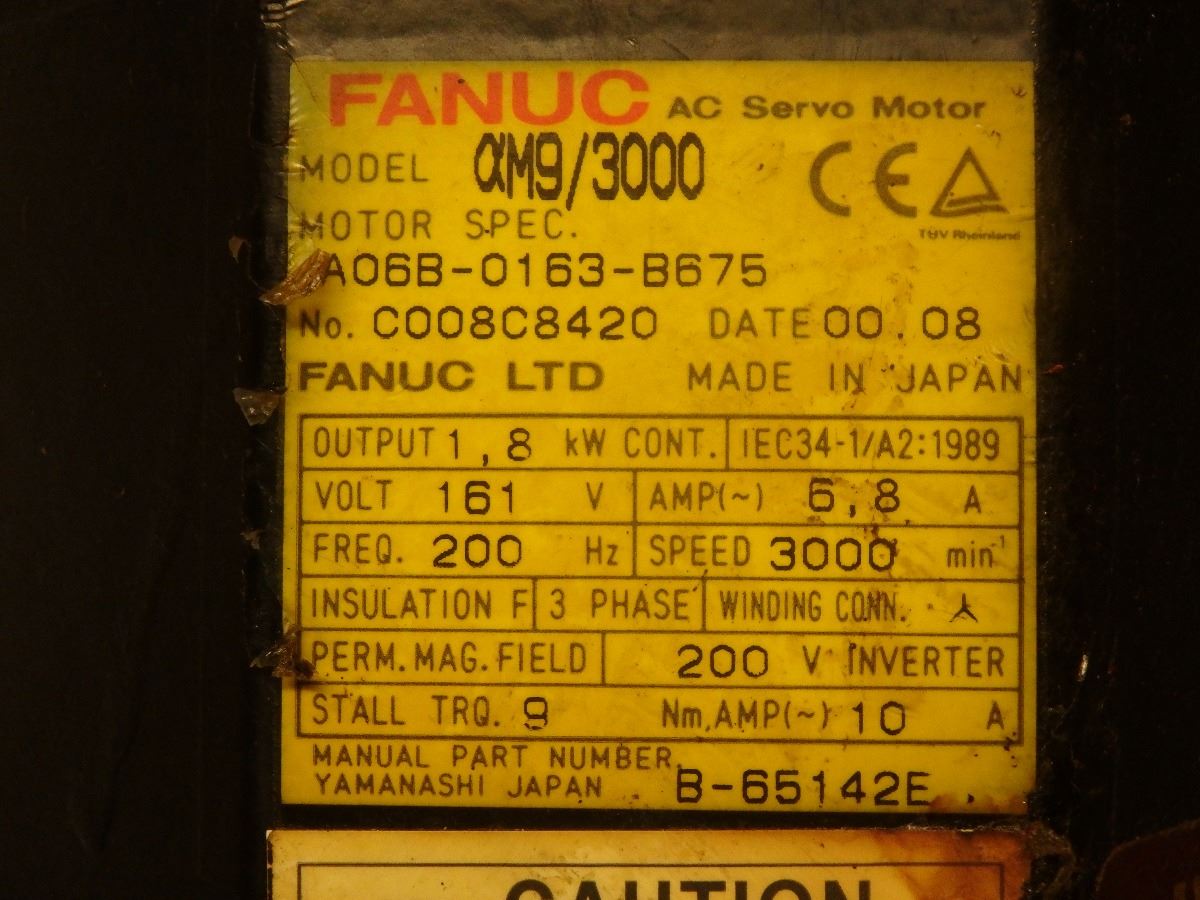 FANUC AC Servo Motor
MODEL αM9/3000 CE
TÜV Rheinland
MOTOR SPEC.
A06B-0163-B675
No. C008C8420 DATE 00.08
FANUC LTD MADE IN JAPAN
OUTPUT 1,8 kW CONT. IEC34-1/A2:1989
VOLT 161 V AMP(~) 6,8 A
FREQ. 200 Hz SPEED 3000 min⁻¹
INSULATION F 3 PHASE WINDING CONN.
PERM.MAG.FIELD 200 V INVERTER
STALL TRQ. 9 Nm,AMP(~) 10 A
MANUAL PART NUMBER
YAMANASHI JAPAN B-65142E
CAUTION